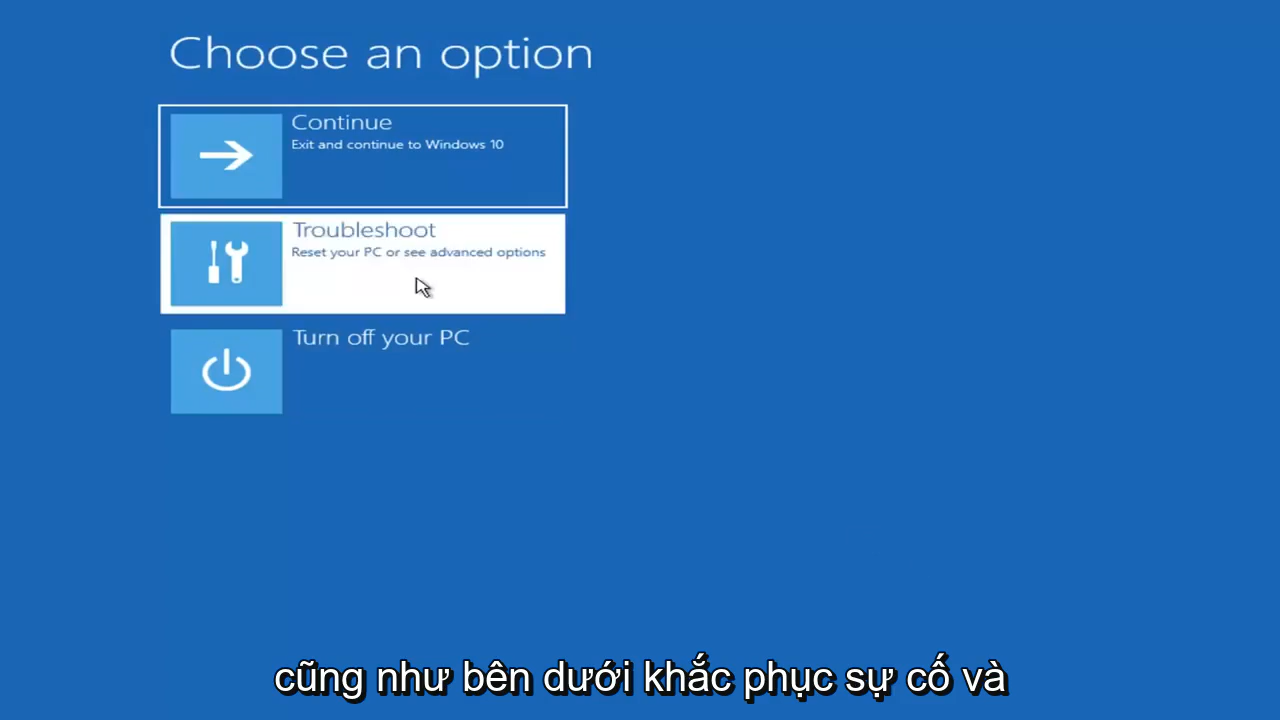 Choose an option
Continue
Exit and continue to Windows 10
Troubleshoot
Reset your PC or see advanced options
Turn off your PC
cũng như bên dưới khắc phục sự cố và